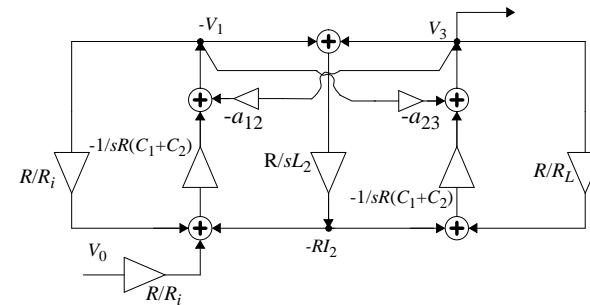 -V1
V3
-a12
-a23
-1/sR(C1+C2)
R/sL2
R/Ri
-1/sR(C1+C2)
R/RL
V0
-RI2
R/Ri